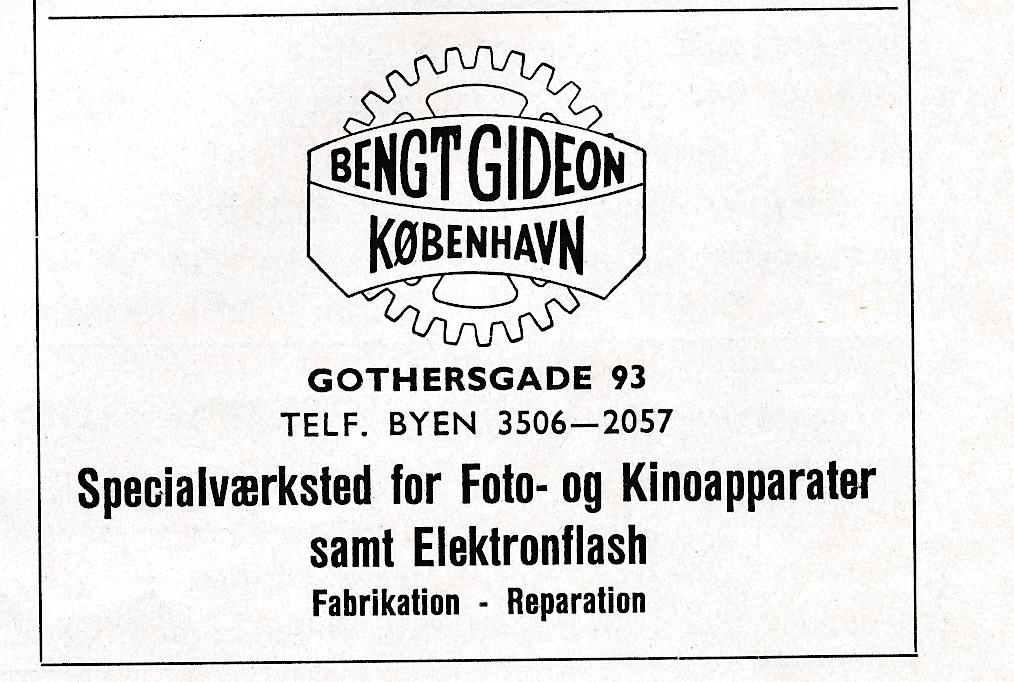 BENGT GIDEON
KØBENHAVN
GOTHERSGADE 93
TELF. BYEN 3506—2057
Specialværksted for Foto- og Kinoapparater
samt Elektronflash
Fabrikation - Reparation